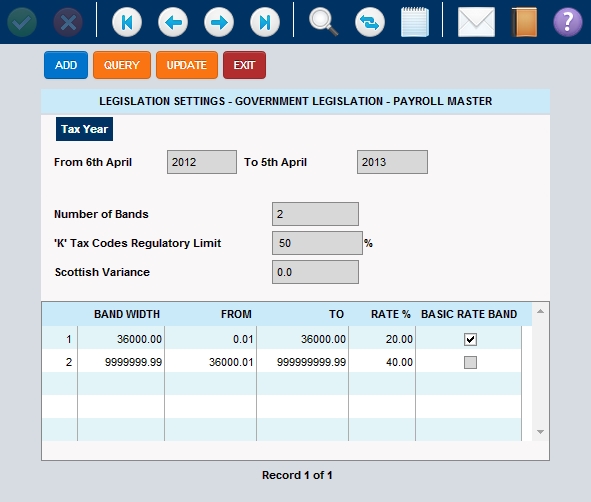 ?
ADD QUERY UPDATE EXIT
LEGISLATION SETTINGS - GOVERNMENT LEGISLATION - PAYROLL MASTER
Tax Year
From 6th April 2012 To 5th April 2013
Number of Bands 2
'K' Tax Codes Regulatory Limit 50 %
Scottish Variance 0.0
BAND WIDTH FROM TO RATE % BASIC RATE BAND
1 36000.00 0.01 36000.00 20.00
2 9999999.99 36000.01 999999999.99 40.00
Record 1 of 1